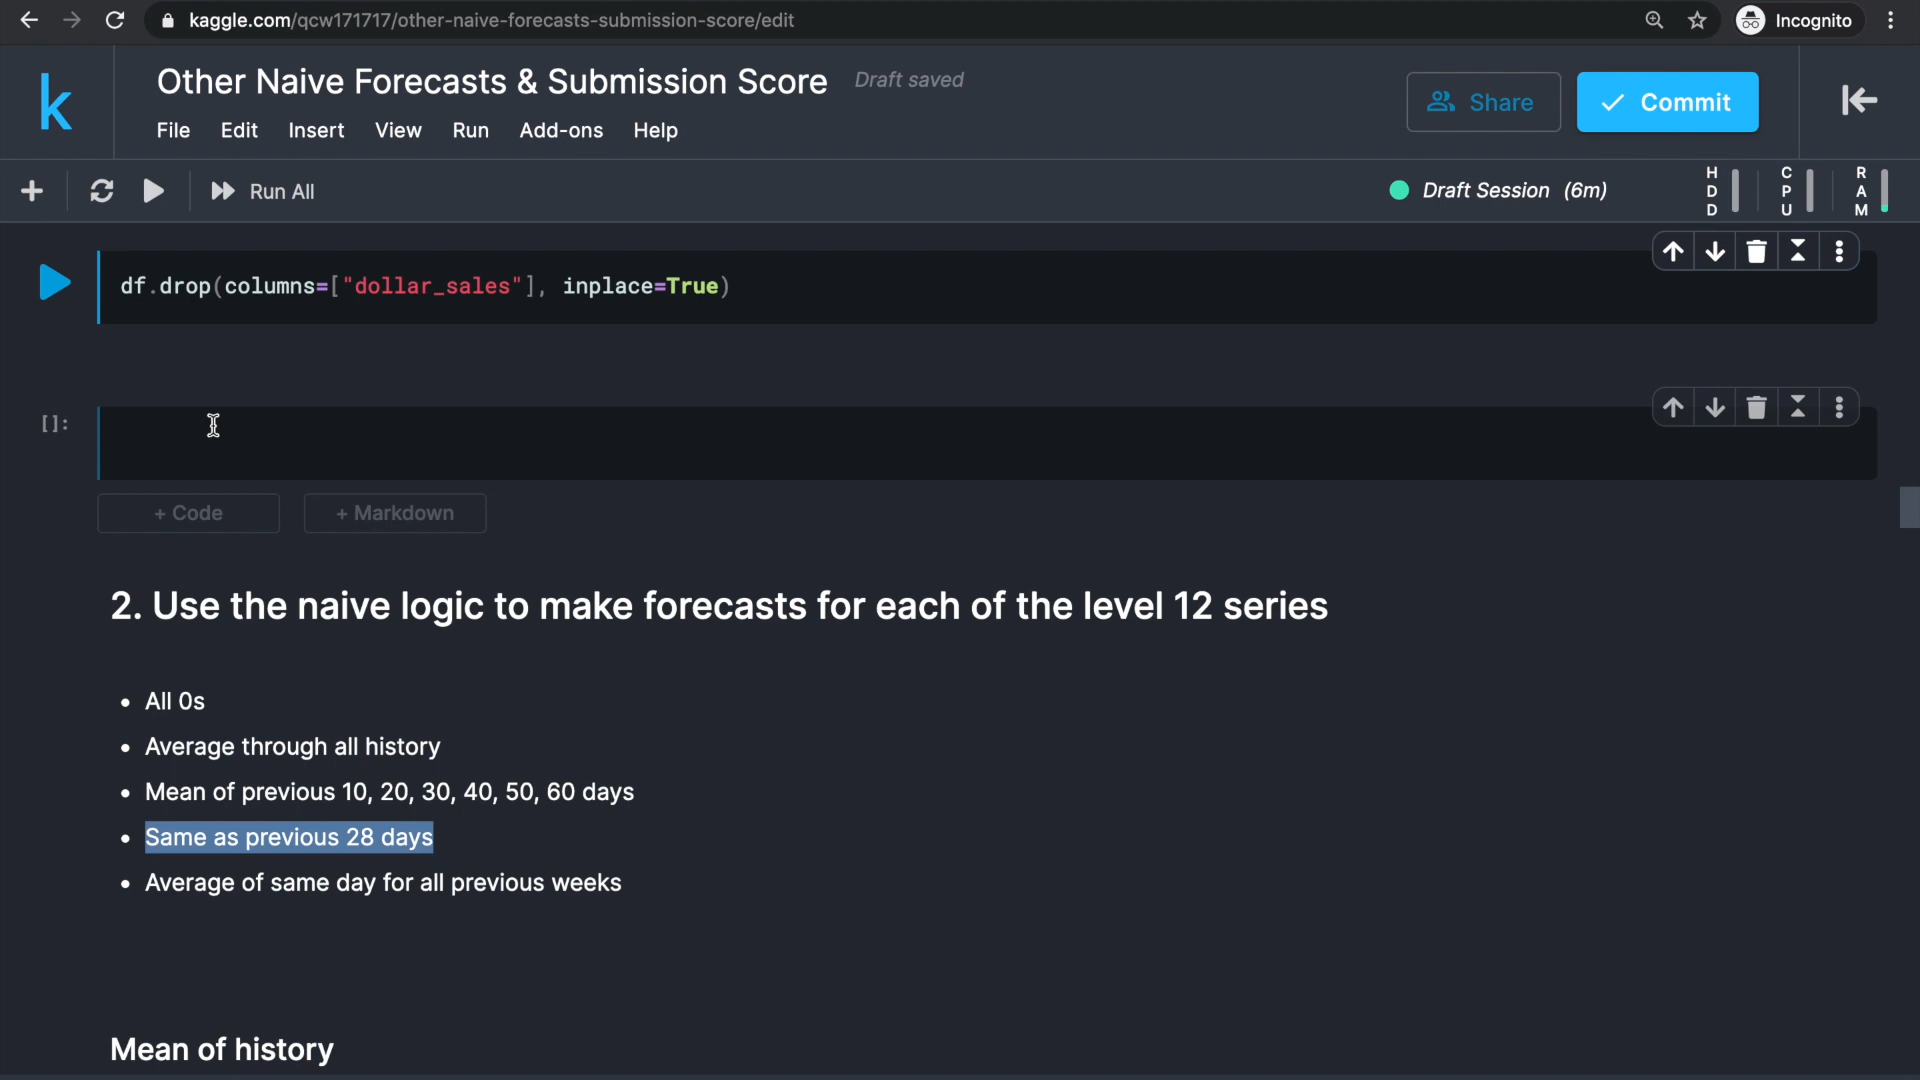 kaggle.com/qcw171717/other-naive-forecasts-submission-score/edit
Incognito
k
Other Naive Forecasts & Submission Score
Draft saved
Share
Commit
File Edit Insert View Run Add-ons Help
Run All
Draft Session (6m)
HDD
CPU
RAM
df.drop(columns=["dollar_sales"], inplace=True)
[]:
+ Code
+ Markdown
2. Use the naive logic to make forecasts for each of the level 12 series
• All 0s
• Average through all history
• Mean of previous 10, 20, 30, 40, 50, 60 days
• Same as previous 28 days
• Average of same day for all previous weeks
Mean of history